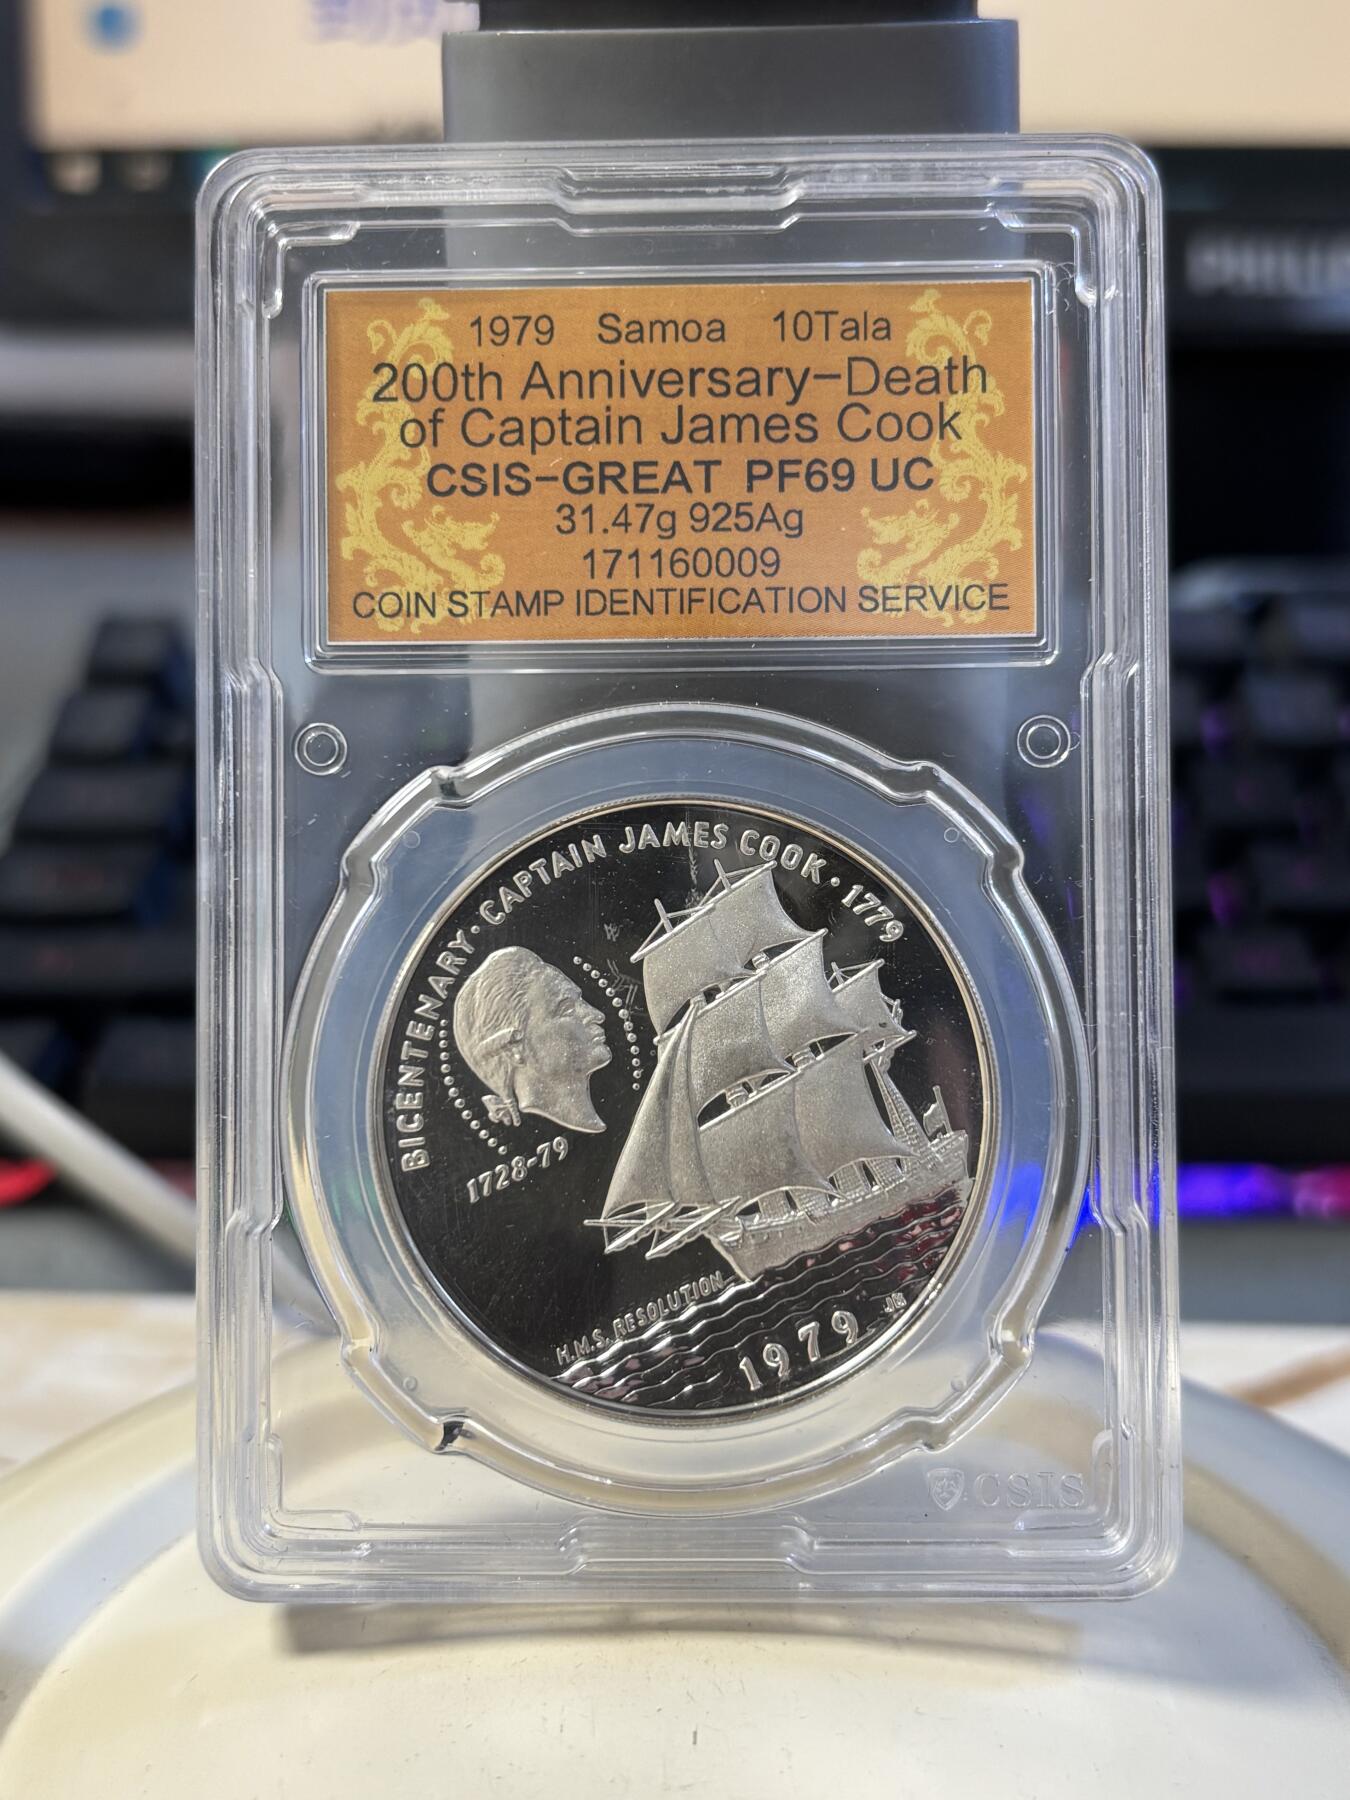 1979 Samoa 10Tala
200th Anniversary-Death
of Captain James Cook
CSIS-GREAT PF69 UC
31.47g 925Ag
171160009
COIN STAMP IDENTIFICATION SERVICE
BICENTENARY · CAPTAIN JAMES COOK · 1779
1728-79
H.M.S. RESOLUTION
1979
JB
CSIS